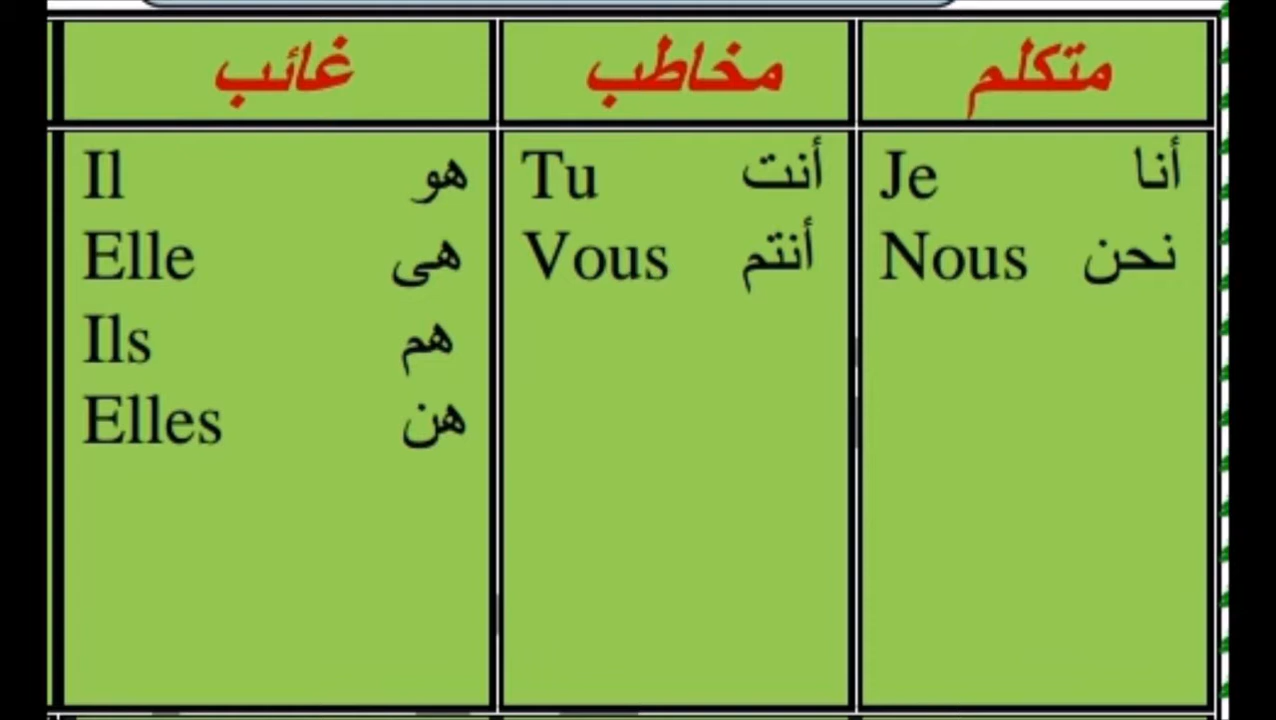 متكلم
مخاطب
غائب
أنا Je
نحن Nous
أنت Tu
أنتم Vous
هو Il
هى Elle
هم Ils
هن Elles